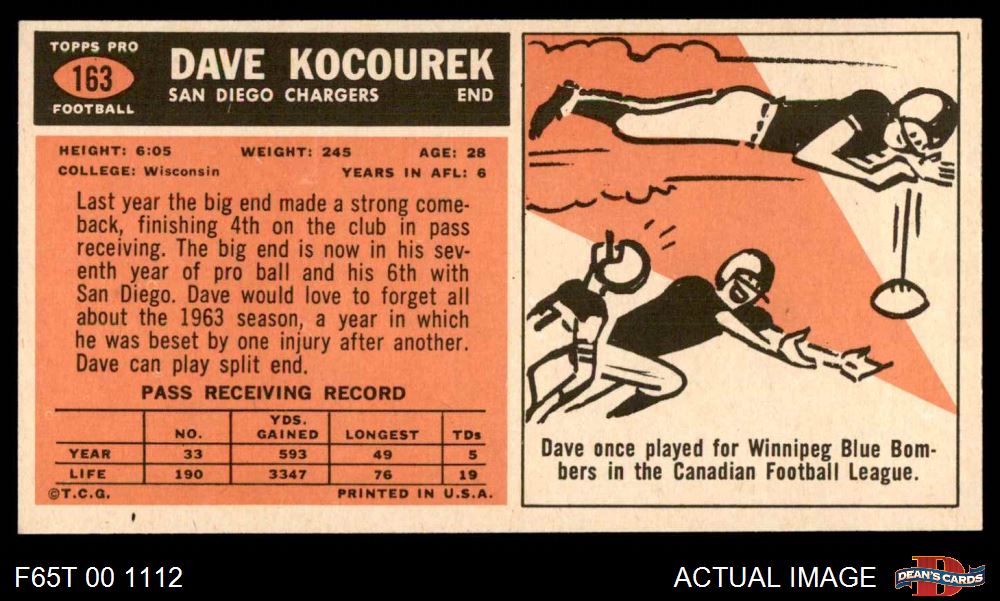 TOPPS PRO
163
FOOTBALL
DAVE KOCOUREK
SAN DIEGO CHARGERS END
HEIGHT: 6:05 WEIGHT: 245 AGE: 28
COLLEGE: Wisconsin YEARS IN AFL: 6
Last year the big end made a strong come-
back, finishing 4th on the club in pass
receiving. The big end is now in his sev-
enth year of pro ball and his 6th with
San Diego. Dave would love to forget all
about the 1963 season, a year in which
he was beset by one injury after another.
Dave can play split end.
PASS RECEIVING RECORD
NO. YDS. GAINED LONGEST TDs
YEAR 33 593 49 5
LIFE 190 3347 76 19
©T.C.G. PRINTED IN U.S.A.
Dave once played for Winnipeg Blue Bom-
bers in the Canadian Football League.
F65T 00 1112
ACTUAL IMAGE
D
DEAN'S CARDS